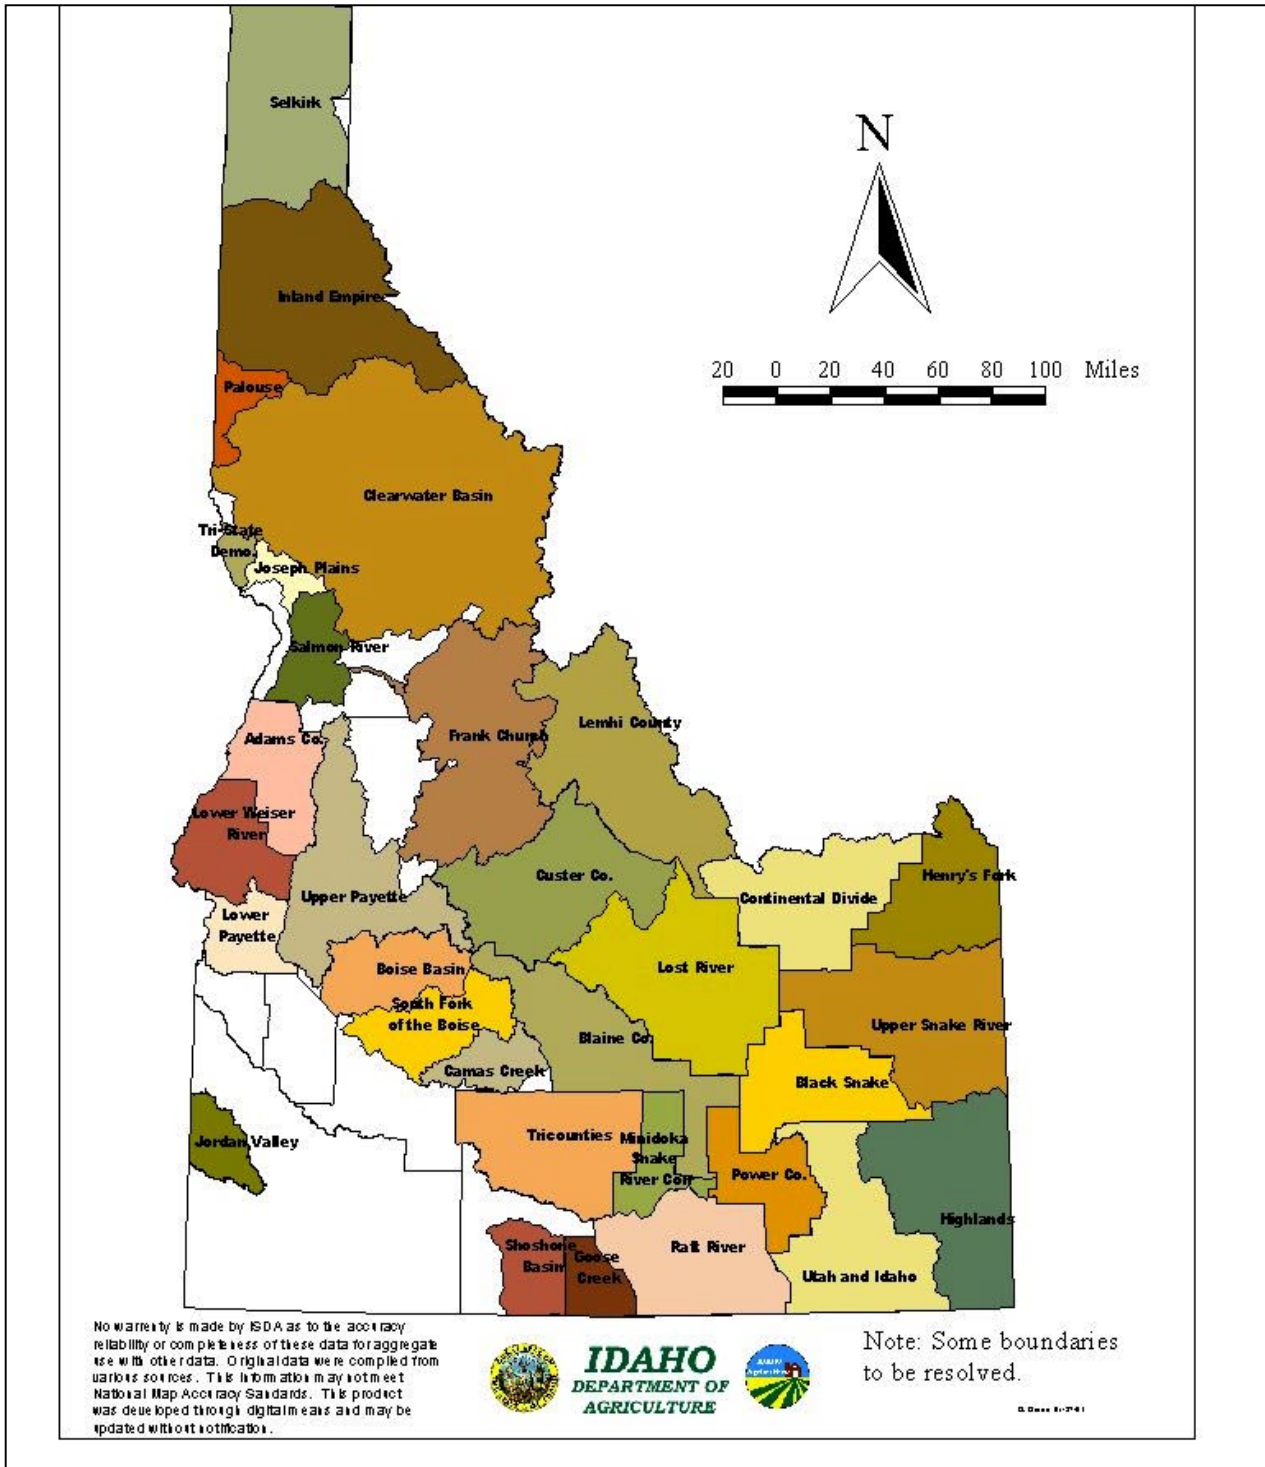 Selkirk
N
Inland Empire
20 0 20 40 60 80 100 Miles
Palouse
Clearwater Basin
Tri-State
Demo.
Joseph Plains
Salmon River
Lemhi County
Adams Co.
Frank Church
Lower Weiser
River
Custer Co.
Henry's Fork
Upper Payette
Continental Divide
Lower
Payette
Boise Basin
Lost River
South Fork
of the Boise
Upper Snake River
Blaine Co.
Camas Creek
Black Snake
Jordan Valley
Tricounties
Minidoka
Snake
River Corr
Power Co.
Highlands
Shoshone
Basin
Goose
Creek
Raft River
Utah and Idaho
No warrenty is made by ISDA as to the accuracy
reliability or completeness of these data for aggregate
use with other data. Original data were compiled from
various sources. This information may not meet
National Map Accuracy Sandards. This product
was developed through digital means and may be
updated without notification.
IDAHO
DEPARTMENT OF
AGRICULTURE
Note: Some boundaries
to be resolved.